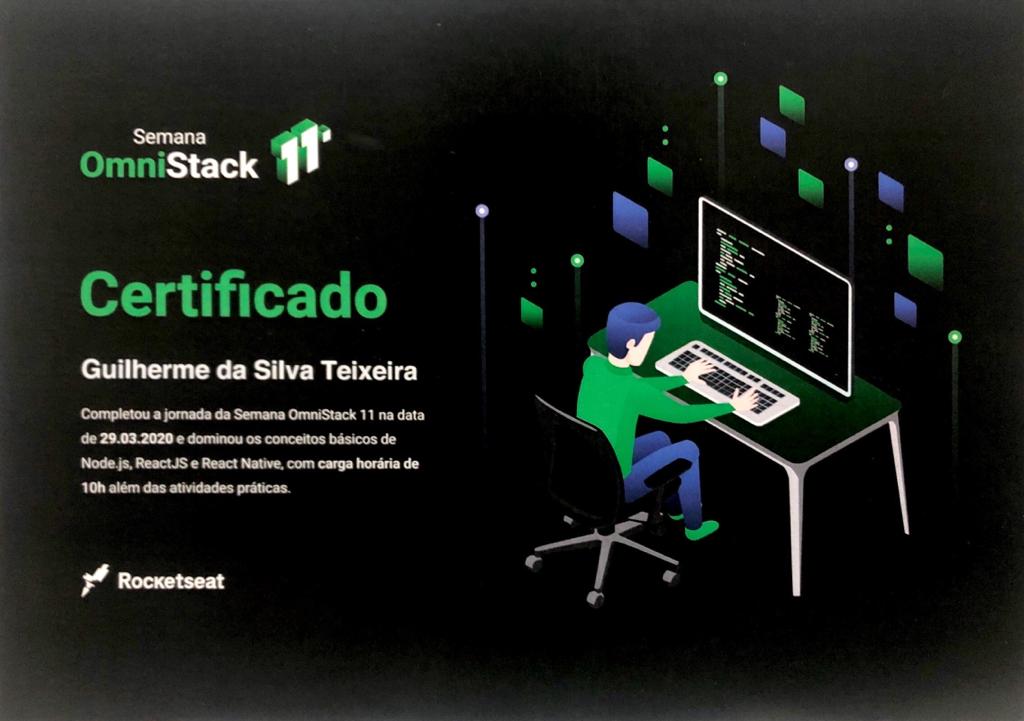 Semana
OmniStack 11
Certificado
Guilherme da Silva Teixeira
Completou a jornada da Semana OmniStack 11 na data
de 29.03.2020 e dominou os conceitos básicos de
Node.js, ReactJS e React Native, com carga horária de
10h além das atividades práticas.
Rocketseat